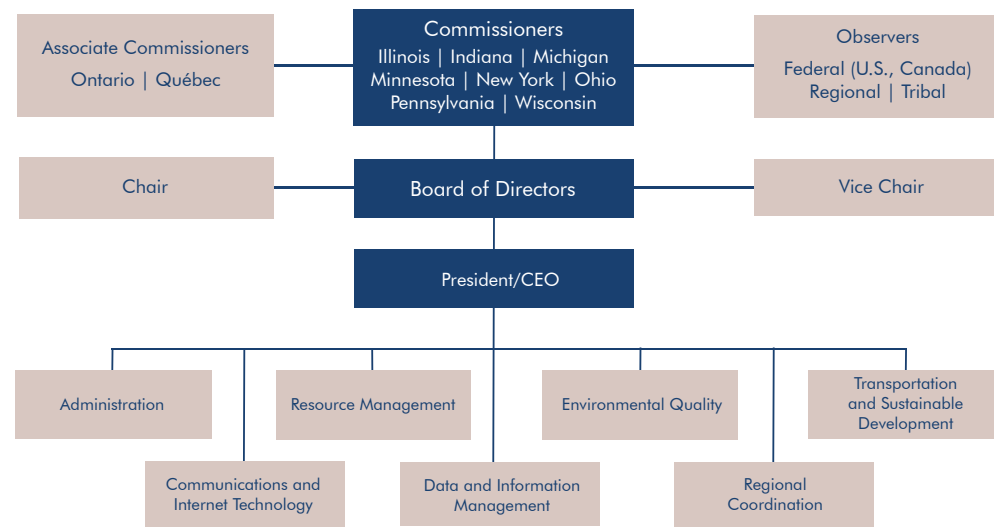 Associate Commissioners
Ontario | Québec
Commissioners
Illinois | Indiana | Michigan
Minnesota | New York | Ohio
Pennsylvania | Wisconsin
Observers
Federal (U.S., Canada)
Regional | Tribal
Chair
Board of Directors
Vice Chair
President/CEO
Administration
Resource Management
Environmental Quality
Transportation
and Sustainable
Development
Communications and
Internet Technology
Data and Information
Management
Regional
Coordination